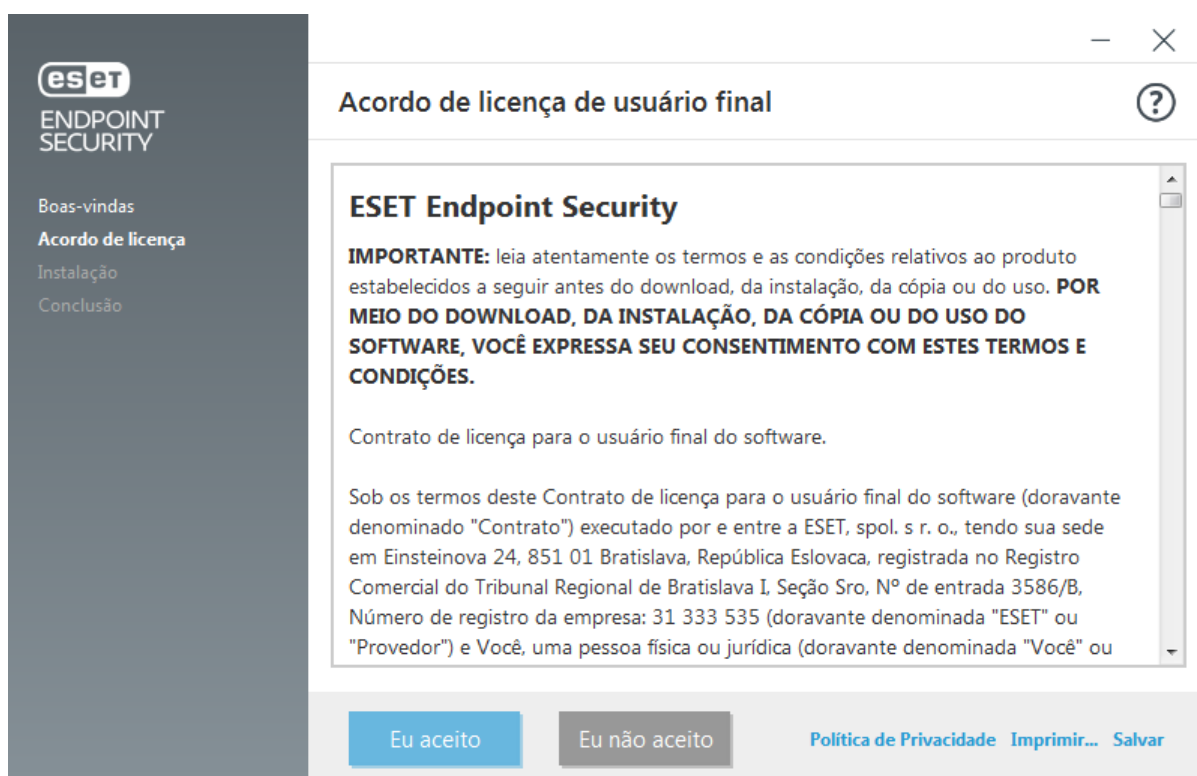 eset
ENDPOINT
SECURITY
Boas-vindas
Acordo de licença
Instalação
Conclusão
Acordo de licença de usuário final
?
ESET Endpoint Security
IMPORTANTE: leia atentamente os termos e as condições relativos ao produto
estabelecidos a seguir antes do download, da instalação, da cópia ou do uso. POR
MEIO DO DOWNLOAD, DA INSTALAÇÃO, DA CÓPIA OU DO USO DO
SOFTWARE, VOCÊ EXPRESSA SEU CONSENTIMENTO COM ESTES TERMOS E
CONDIÇÕES.
Contrato de licença para o usuário final do software.
Sob os termos deste Contrato de licença para o usuário final do software (doravante
denominado "Contrato") executado por e entre a ESET, spol. s r. o., tendo sua sede
em Einsteinova 24, 851 01 Bratislava, República Eslovaca, registrada no Registro
Comercial do Tribunal Regional de Bratislava I, Seção Sro, Nº de entrada 3586/B,
Número de registro da empresa: 31 333 535 (doravante denominada "ESET" ou
"Provedor") e Você, uma pessoa física ou jurídica (doravante denominada "Você" ou
Eu aceito
Eu não aceito
Política de Privacidade Imprimir... Salvar